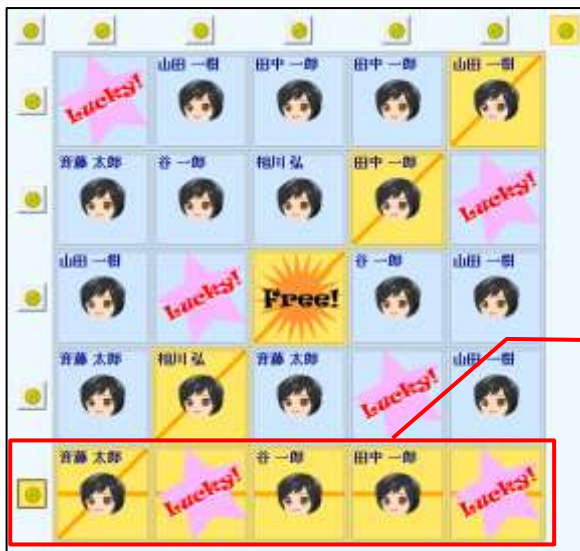 Lucky!
山田 一樹
田中 一郎
田中 一郎
山田 一樹
斉藤 太郎
谷 一郎
相川 弘
田中 一郎
Lucky!
山田 一樹
Lucky!
Free!
谷 一郎
山田 一樹
斉藤 太郎
相川 弘
斉藤 太郎
Lucky!
山田 一樹
斉藤 太郎
Lucky!
谷 一郎
田中 一郎
Lucky!